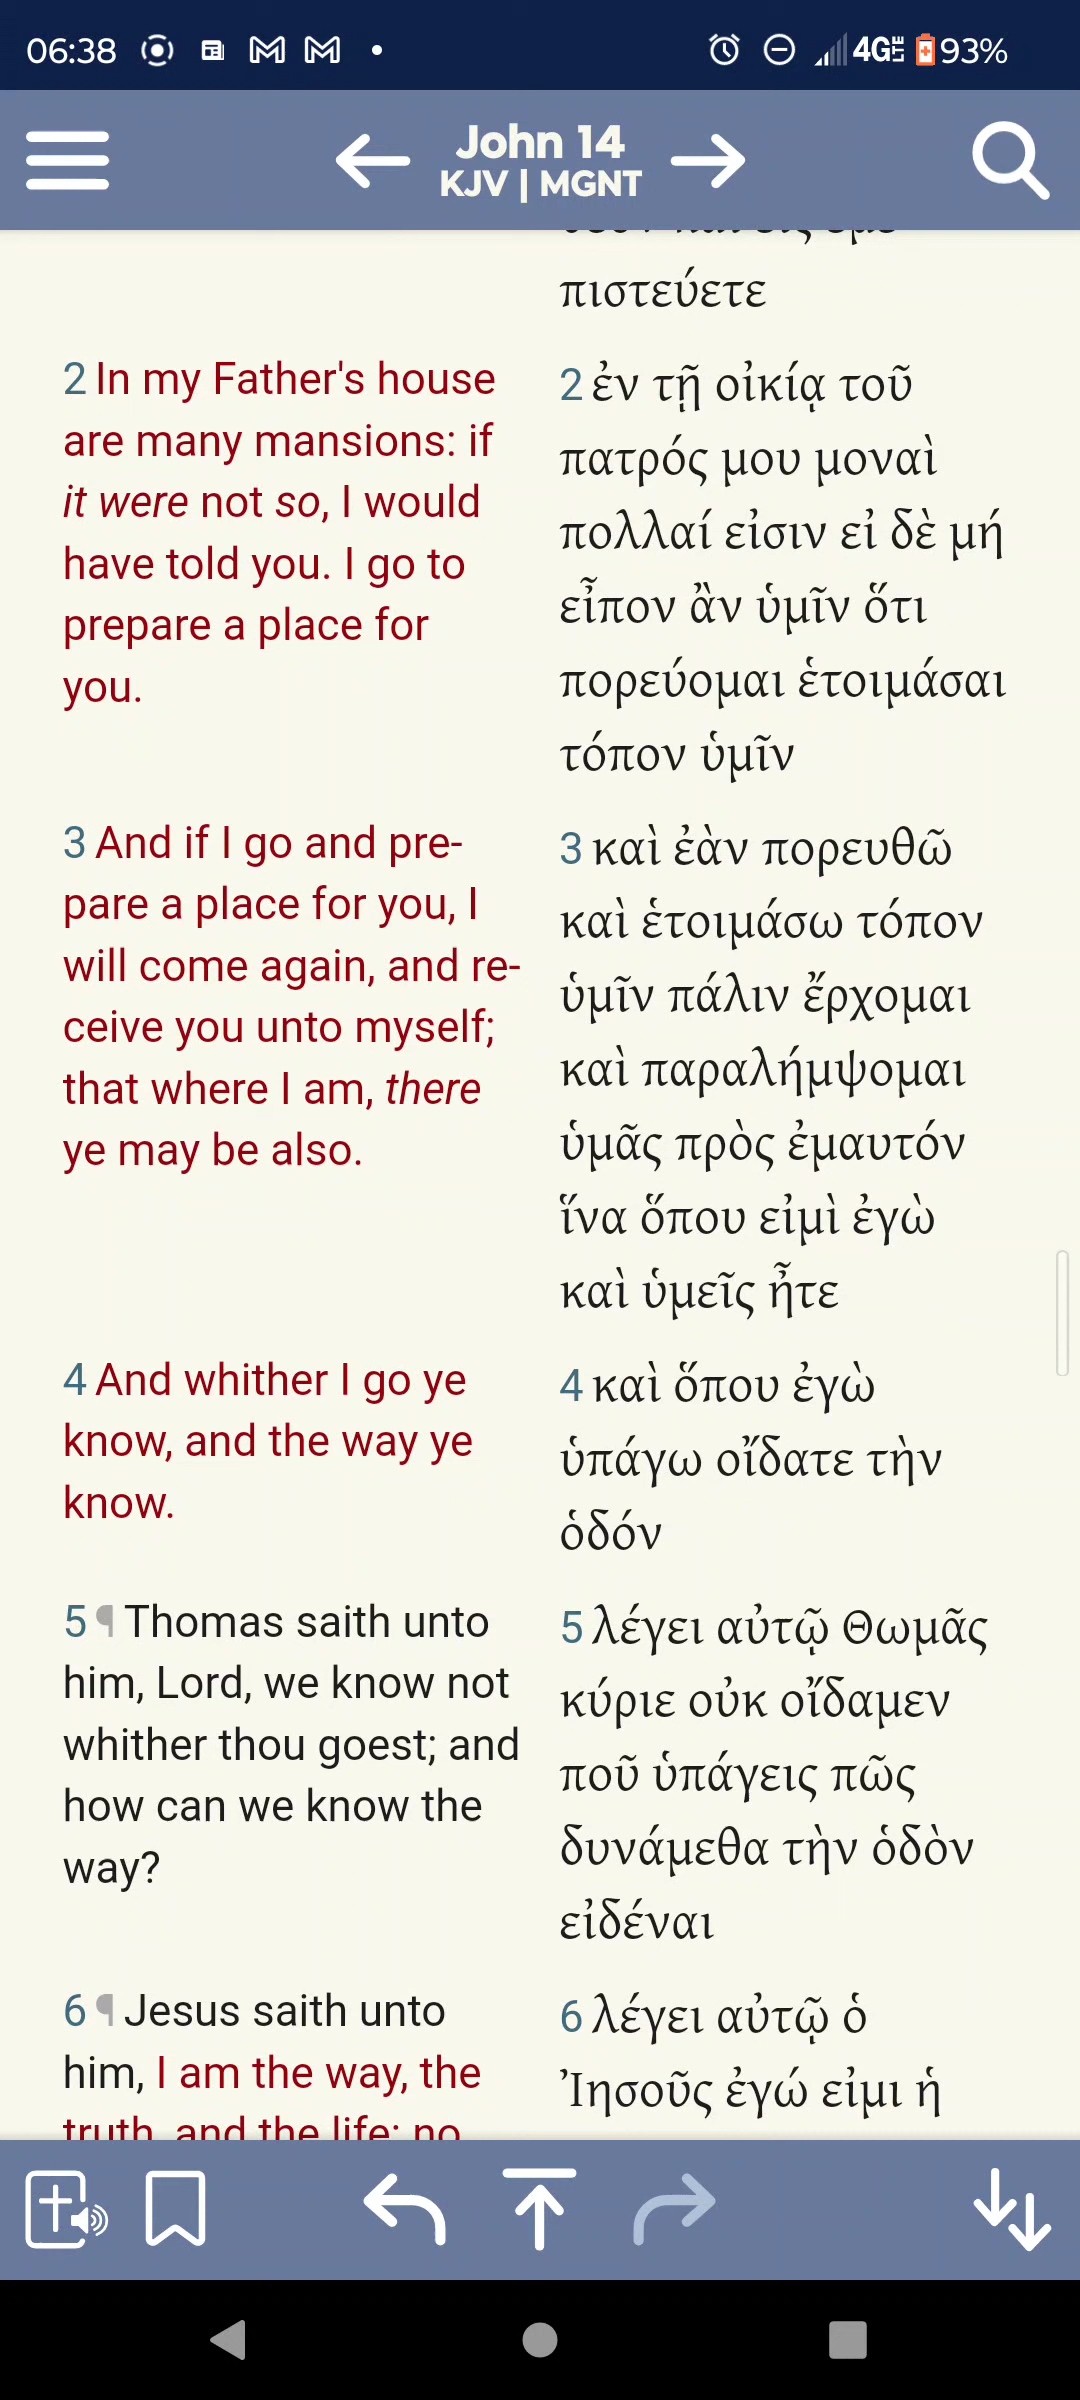 06:38
4G LTE 93%
John 14
KJV | MGNT
πιστεύετε
2 In my Father's house
are many mansions: if
it were not so, I would
have told you. I go to
prepare a place for
you.
2 ἐν τῇ οἰκίᾳ τοῦ
πατρός μου μοναὶ
πολλαί εἰσιν εἰ δὲ μή
εἶπον ἂν ὑμῖν ὅτι
πορεύομαι ἑτοιμάσαι
τόπον ὑμῖν
3 And if I go and pre-
pare a place for you, I
will come again, and re-
ceive you unto myself;
that where I am, there
ye may be also.
3 καὶ ἐὰν πορευθῶ
καὶ ἑτοιμάσω τόπον
ὑμῖν πάλιν ἔρχομαι
καὶ παραλήμψομαι
ὑμᾶς πρὸς ἐμαυτόν
ἵνα ὅπου εἰμὶ ἐγὼ
καὶ ὑμεῖς ἦτε
4 And whither I go ye
know, and the way ye
know.
4 καὶ ὅπου ἐγὼ
ὑπάγω οἴδατε τὴν
ὁδόν
5 ¶ Thomas saith unto
him, Lord, we know not
whither thou goest; and
how can we know the
way?
5 λέγει αὐτῷ Θωμᾶς
κύριε οὐκ οἴδαμεν
ποῦ ὑπάγεις πῶς
δυνάμεθα τὴν ὁδὸν
εἰδέναι
6 ¶ Jesus saith unto
him, I am the way, the
truth, and the life: no
6 λέγει αὐτῷ ὁ
Ἰησοῦς ἐγώ εἰμι ἡ